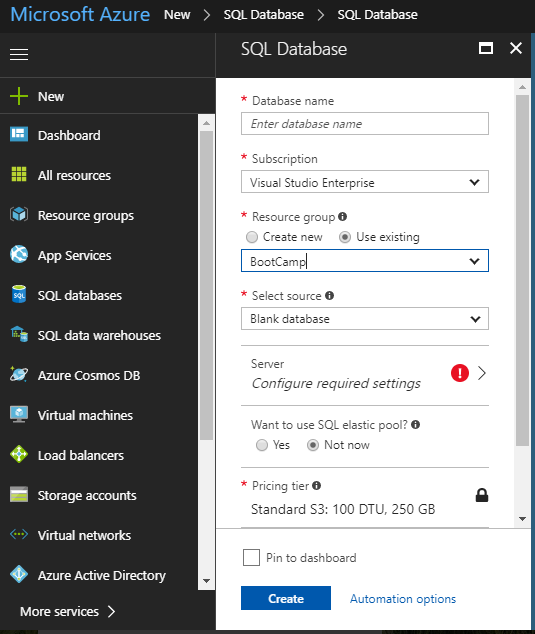 Microsoft Azure New > SQL Database > SQL Database
SQL Database
New
Dashboard
All resources
Resource groups
App Services
SQL databases
SQL data warehouses
Azure Cosmos DB
Virtual machines
Load balancers
Storage accounts
Virtual networks
Azure Active Directory
More services >
* Database name
Enter database name
* Subscription
Visual Studio Enterprise
* Resource group
Create new Use existing
BootCamp
* Select source
Blank database
Server
Configure required settings
Want to use SQL elastic pool?
Yes Not now
* Pricing tier
Standard S3: 100 DTU, 250 GB
Pin to dashboard
Create Automation options